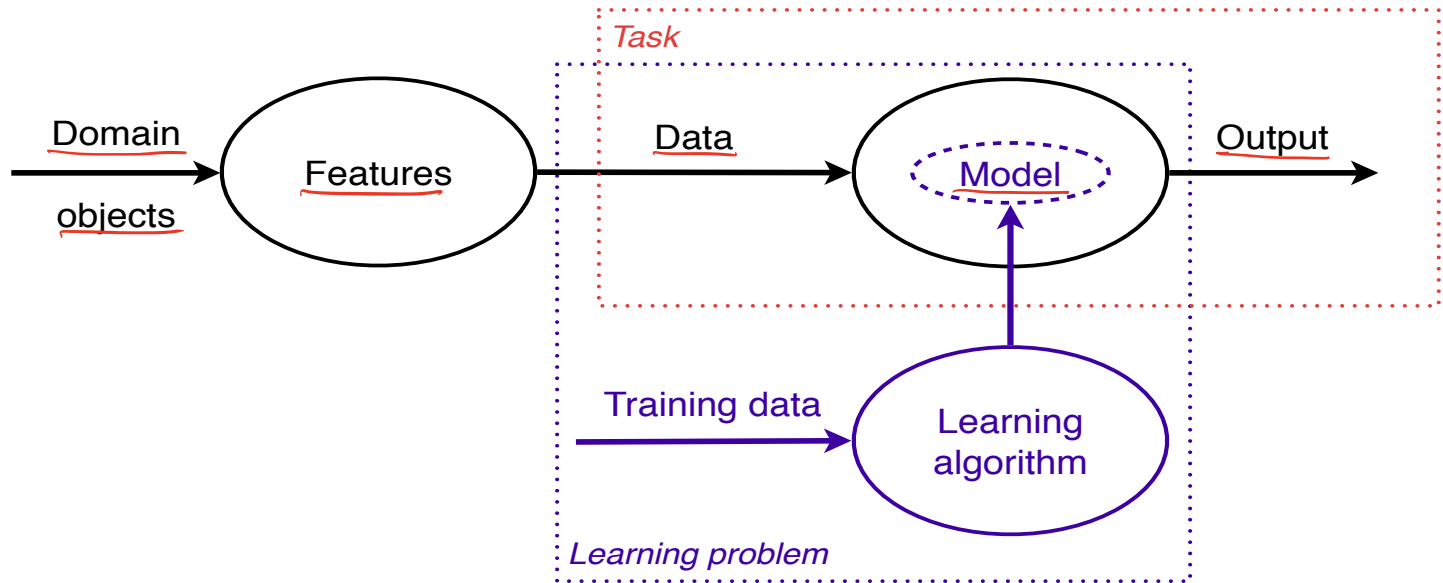 Task
Domain
objects
Features
Data
Model
Output
Training data
Learning
algorithm
Learning problem